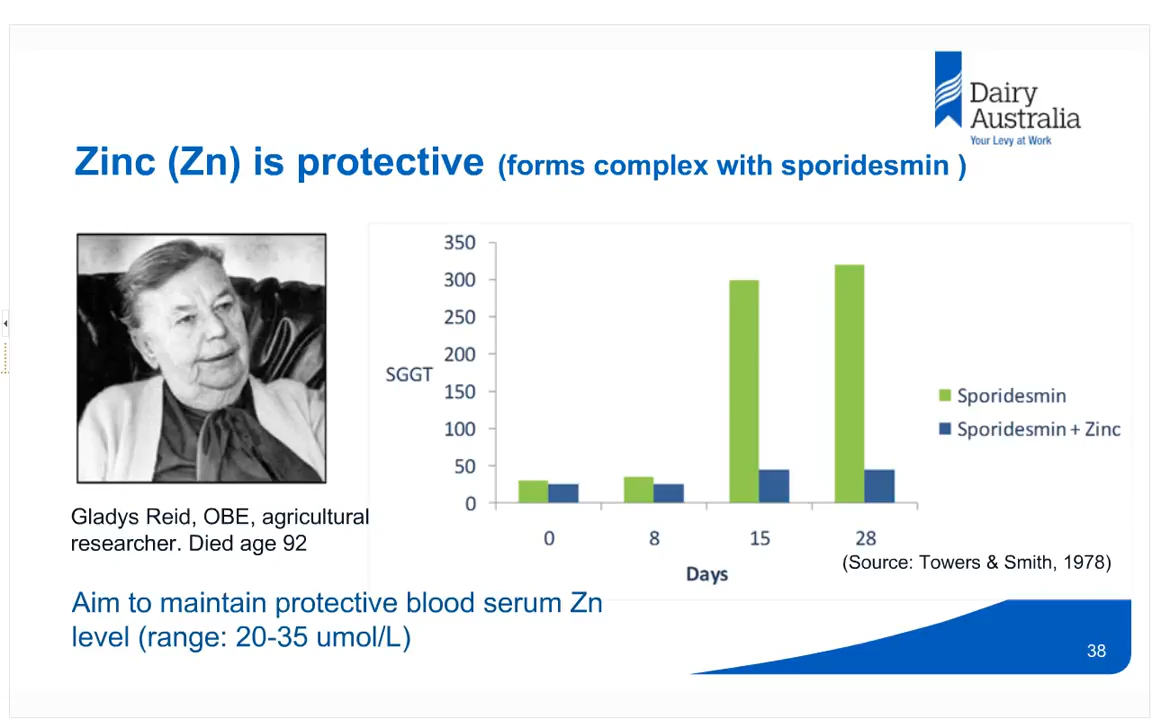 Dairy
Australia
Your Levy at Work
Zinc (Zn) is protective (forms complex with sporidesmin )
350
300
250
200
SGGT
150
100
50
0
0 8 15 28
Days
Sporidesmin
Sporidesmin + Zinc
(Source: Towers & Smith, 1978)
Gladys Reid, OBE, agricultural
researcher. Died age 92
Aim to maintain protective blood serum Zn
level (range: 20-35 umol/L)
38